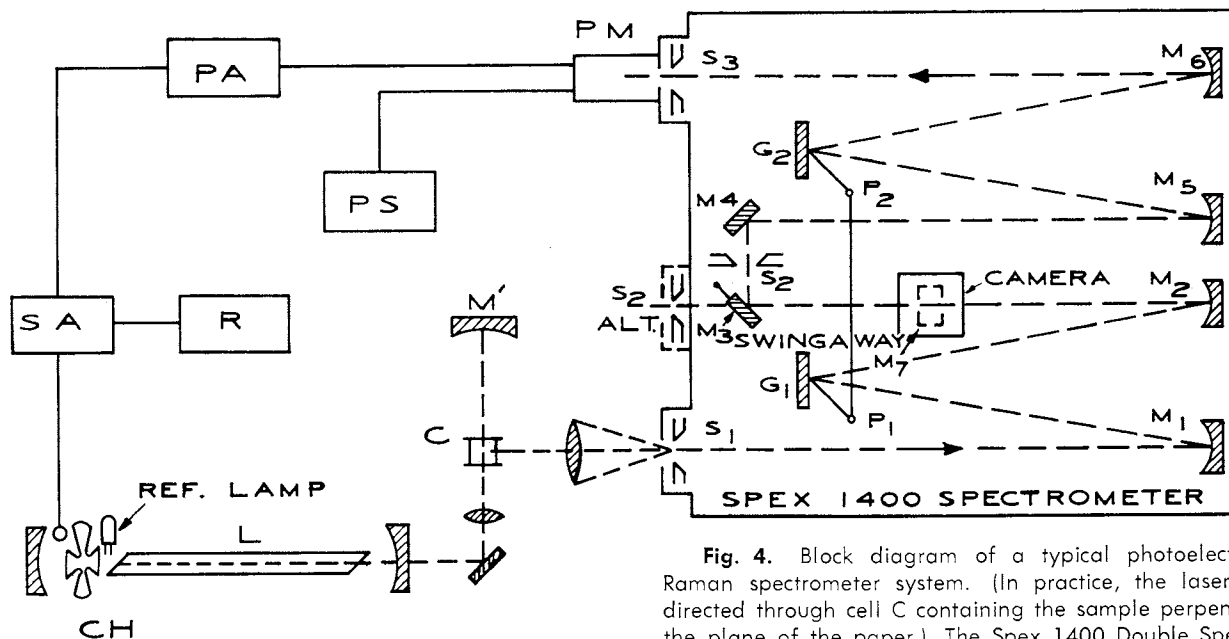 PM
PA
S3
M6
G2
PS
P2
M5
M4
S2
CAMERA
M2
M'
S2
ALT.
M3
SWINGAWAY
M7
SA
R
G1
P1
M1
C
S1
REF. LAMP
L
SPEX 1400 SPECTROMETER
CH
Fig. 4. Block diagram of a typical photoelect
Raman spectrometer system. (In practice, the laser
directed through cell C containing the sample perpen
the plane of the paper.) The Spex 1400 Double Spe